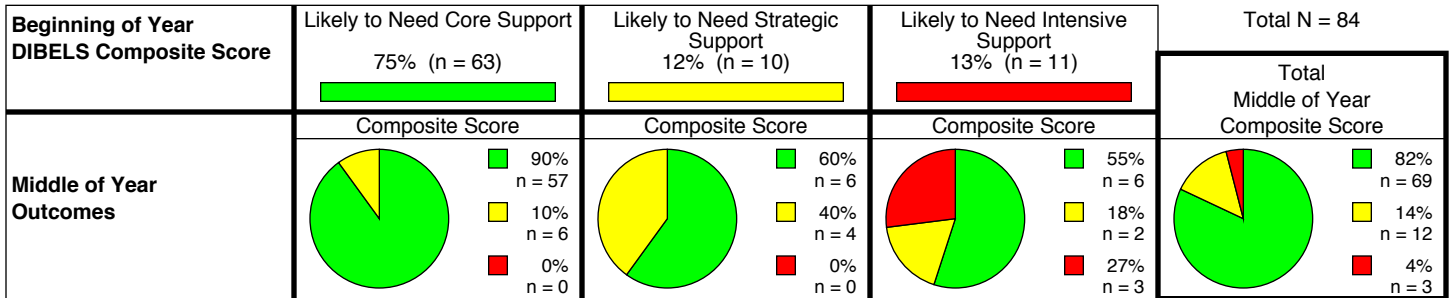 Beginning of Year
DIBELS Composite Score
Likely to Need Core Support
75% (n = 63)
Likely to Need Strategic
Support
12% (n = 10)
Likely to Need Intensive
Support
13% (n = 11)
Total N = 84
Total
Middle of Year
Composite Score
Middle of Year
Outcomes
Composite Score
90%
n = 57
10%
n = 6
0%
n = 0
Composite Score
60%
n = 6
40%
n = 4
0%
n = 0
Composite Score
55%
n = 6
18%
n = 2
27%
n = 3
82%
n = 69
14%
n = 12
4%
n = 3